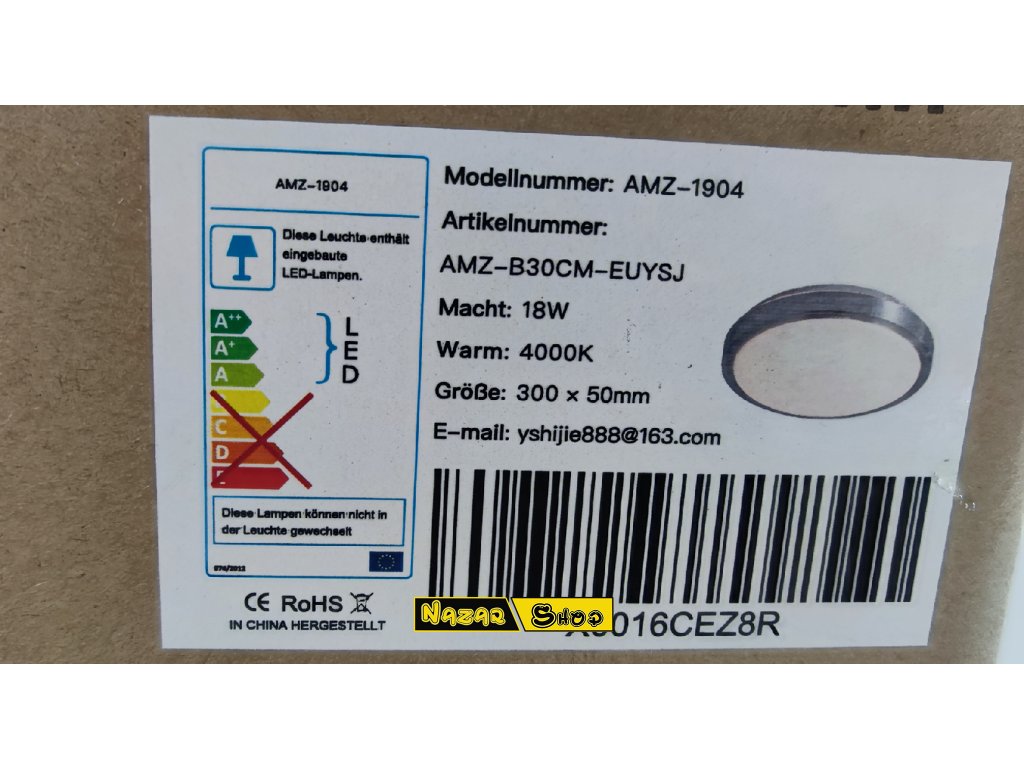 AMZ-1904
Diese Leuchte enthält
eingebaute
LED-Lampen.
A++
A+
A
C
D
L
E
D
Diese Lampen können nicht in
der Leuchte gewechselt
874/2012
CE RoHS
IN CHINA HERGESTELLT
Modellnummer: AMZ-1904
Artikelnummer:
AMZ-B30CM-EUYSJ
Macht: 18W
Warm: 4000K
Größe: 300 × 50mm
E-mail: yshijie888@163.com
016CEZ8R
Nazar Shop